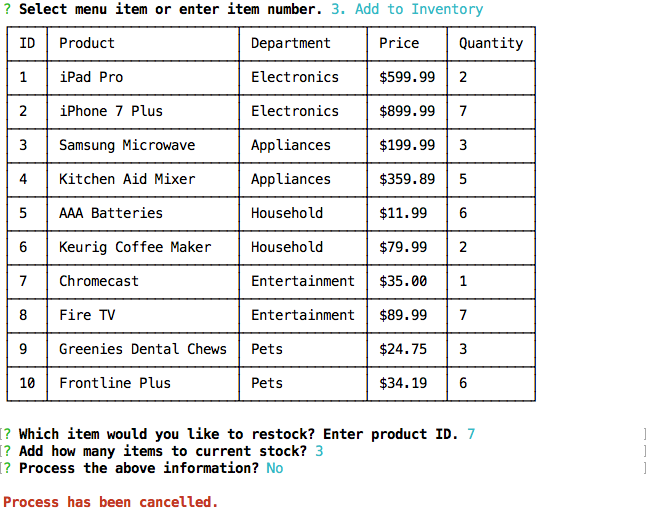 ? Select menu item or enter item number. 3. Add to Inventory
ID Product Department Price Quantity
1 iPad Pro Electronics $599.99 2
2 iPhone 7 Plus Electronics $899.99 7
3 Samsung Microwave Appliances $199.99 3
4 Kitchen Aid Mixer Appliances $359.89 5
5 AAA Batteries Household $11.99 6
6 Keurig Coffee Maker Household $79.99 2
7 Chromecast Entertainment $35.00 1
8 Fire TV Entertainment $89.99 7
9 Greenies Dental Chews Pets $24.75 3
10 Frontline Plus Pets $34.19 6
[? Which item would you like to restock? Enter product ID. 7 ]
[? Add how many items to current stock? 3 ]
[? Process the above information? No ]
Process has been cancelled.